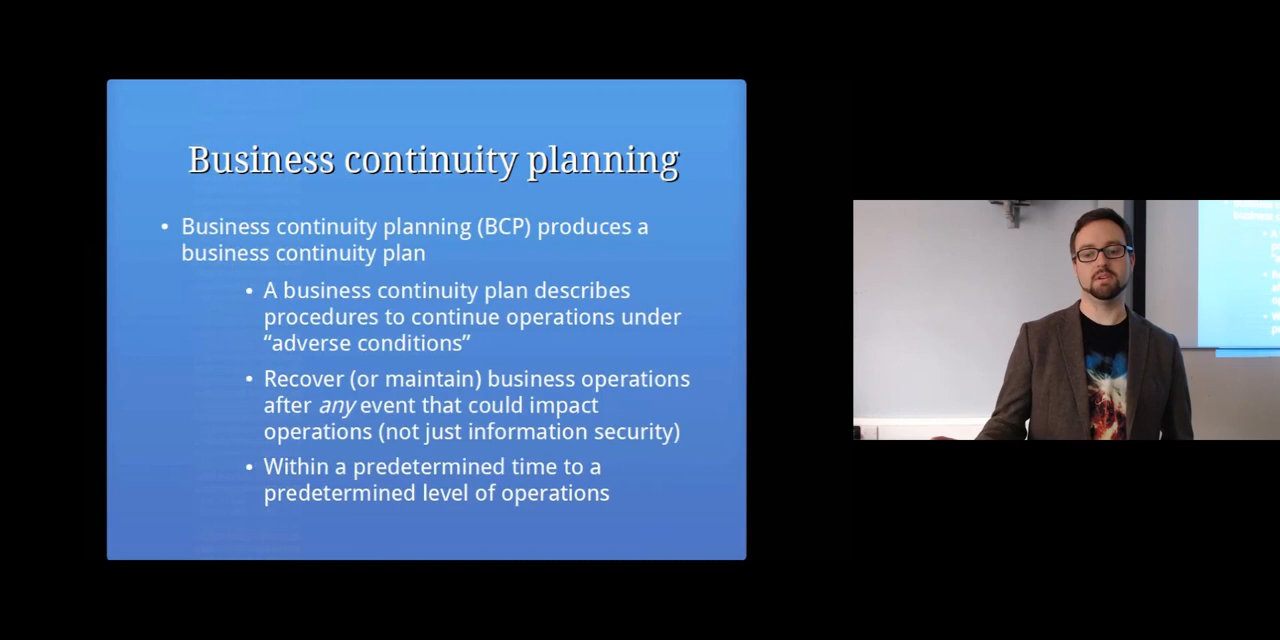 Business continuity planning
• Business continuity planning (BCP) produces a
business continuity plan
• A business continuity plan describes
procedures to continue operations under
“adverse conditions”
• Recover (or maintain) business operations
after any event that could impact
operations (not just information security)
• Within a predetermined time to a
predetermined level of operations